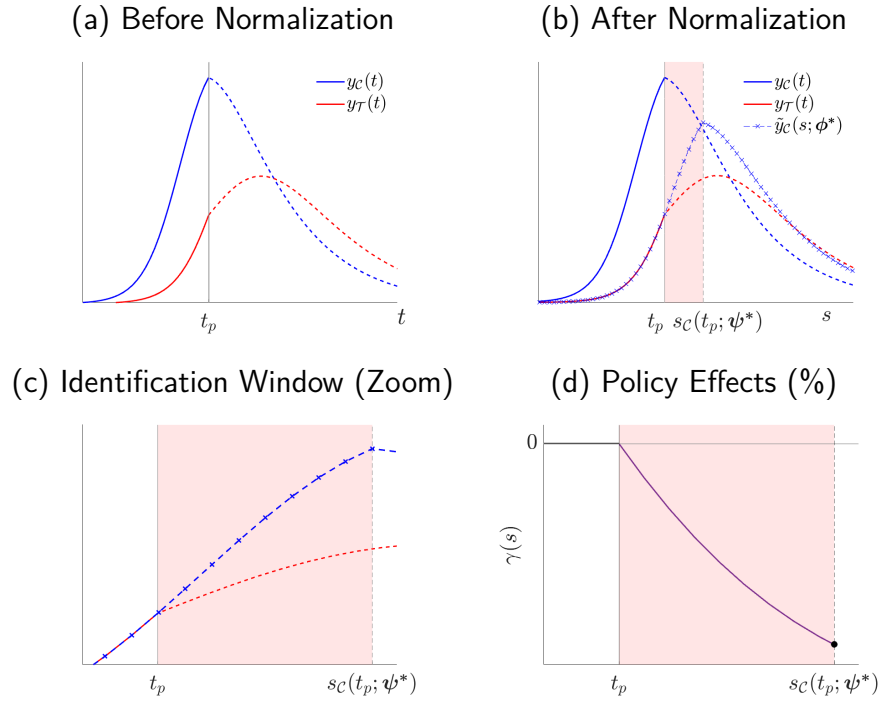 (a) Before Normalization
y_C(t)
y_T(t)
t_p
t
(b) After Normalization
y_C(t)
y_T(t)
ỹ_C(s; ϕ*)
t_p
s_C(t_p; ψ*)
s
(c) Identification Window (Zoom)
t_p
s_C(t_p; ψ*)
(d) Policy Effects (%)
0
γ(s)
t_p
s_C(t_p; ψ*)